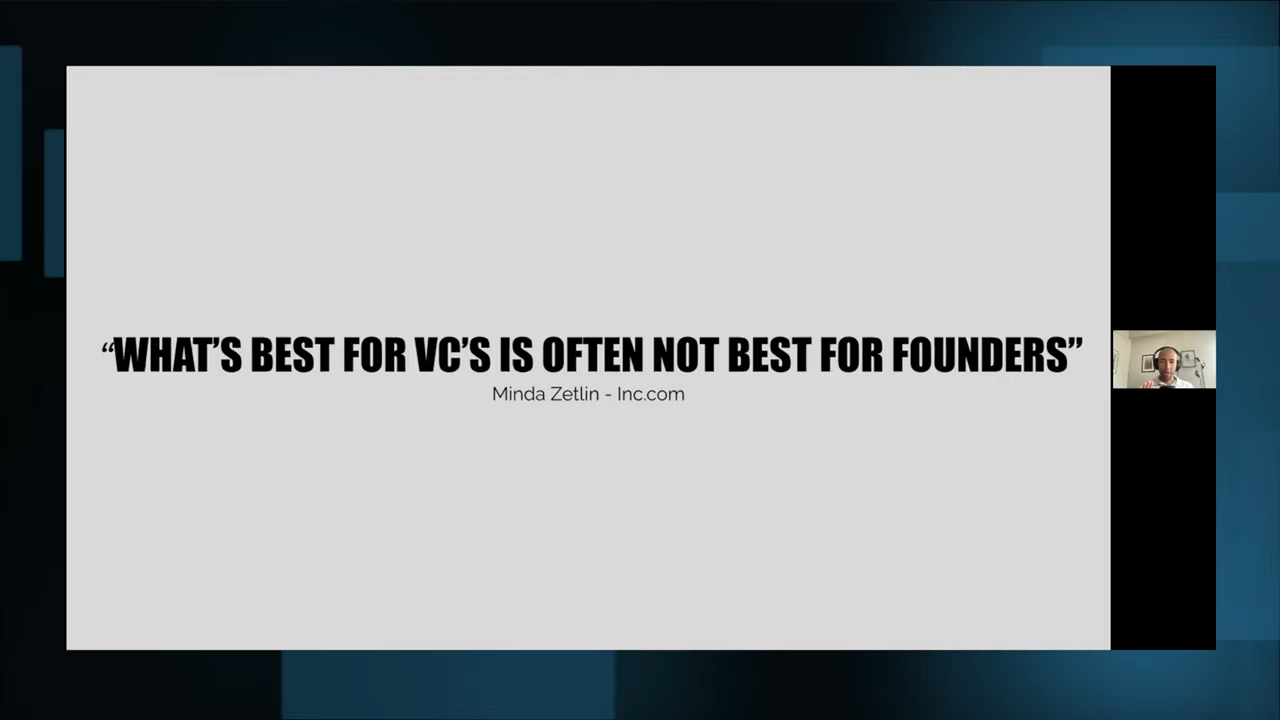 “WHAT’S BEST FOR VC’S IS OFTEN NOT BEST FOR FOUNDERS”
Minda Zetlin - Inc.com